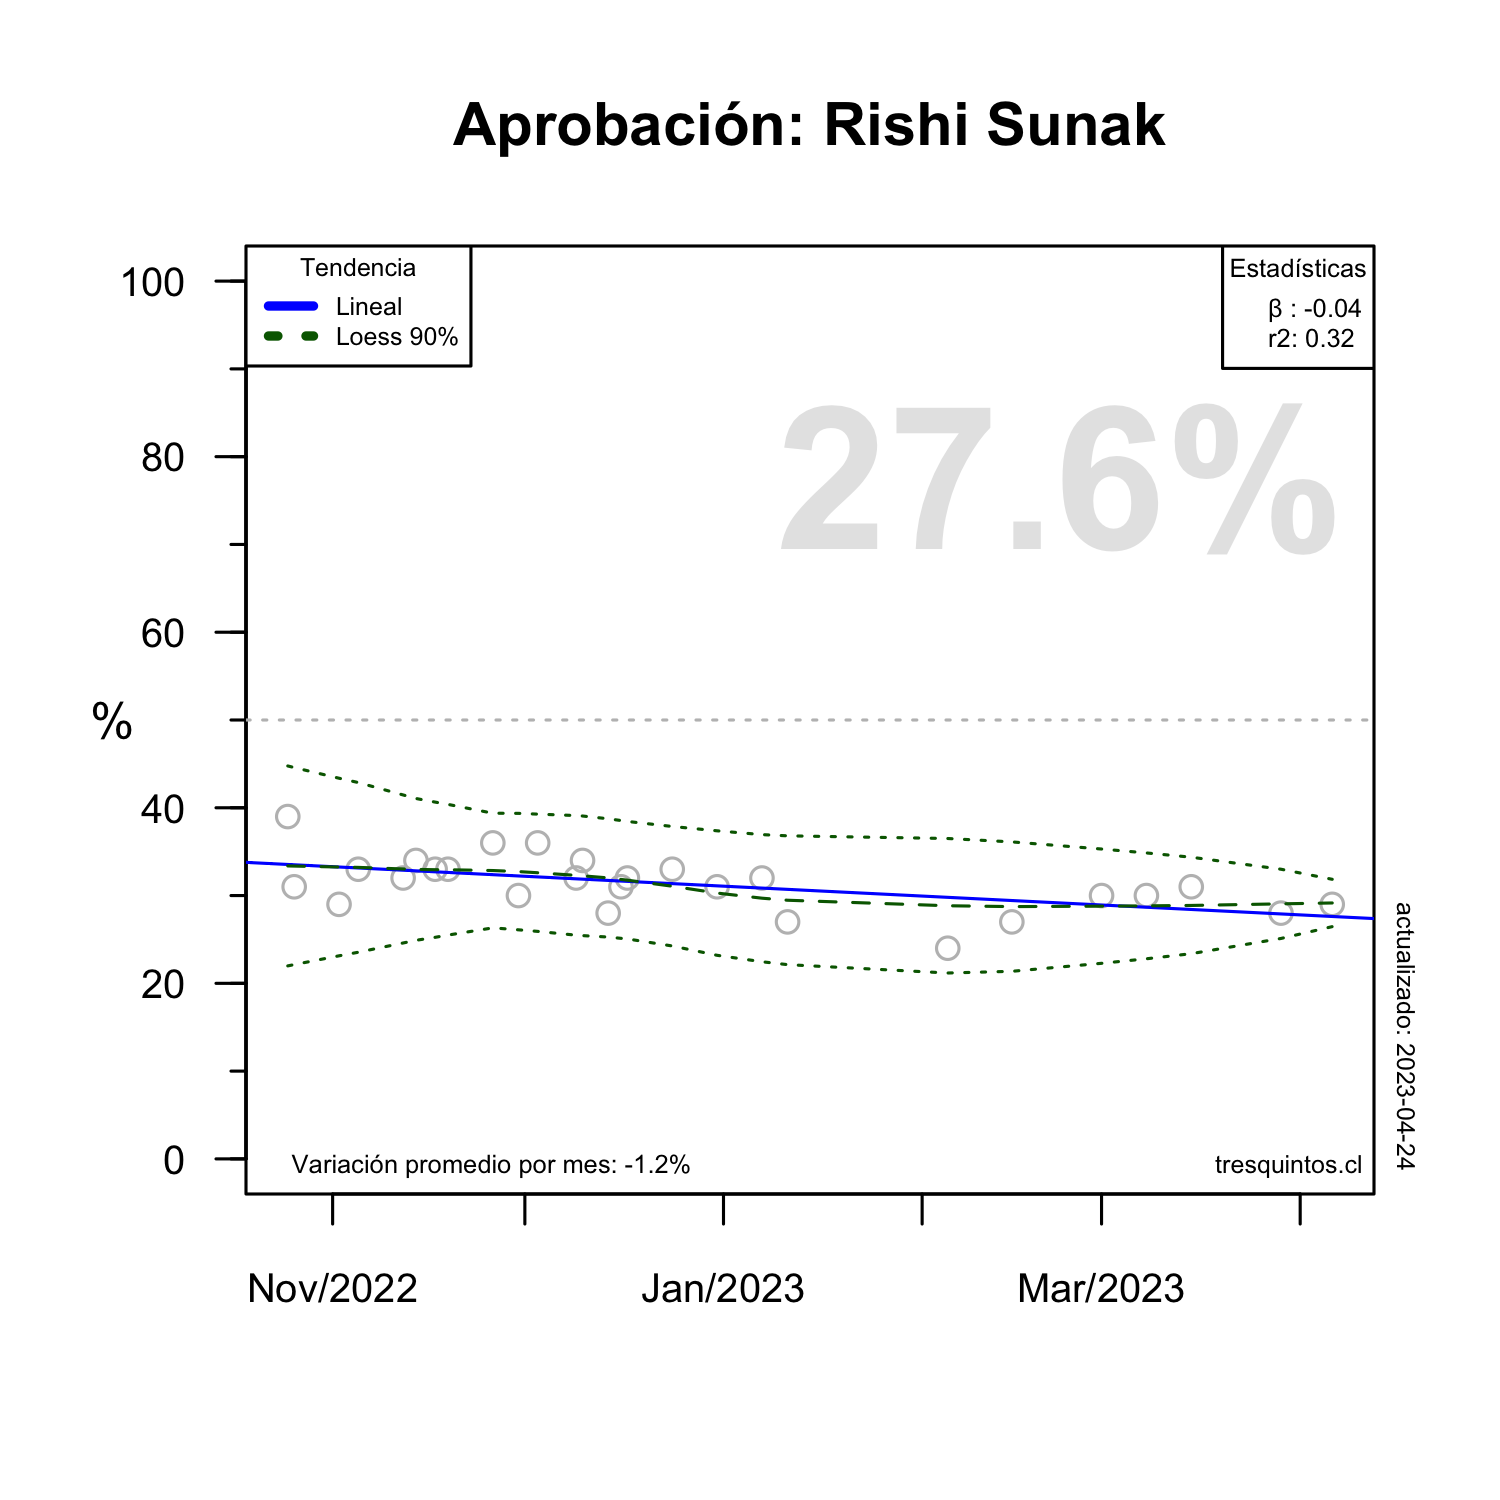 Aprobación: Rishi Sunak
Tendencia
Lineal
Loess 90%
Estadísticas
β : -0.04
r2: 0.32
27.6%
100
80
60
%
40
20
0
Variación promedio por mes: -1.2%
tresquintos.cl
actualizado: 2023-04-24
Nov/2022
Jan/2023
Mar/2023